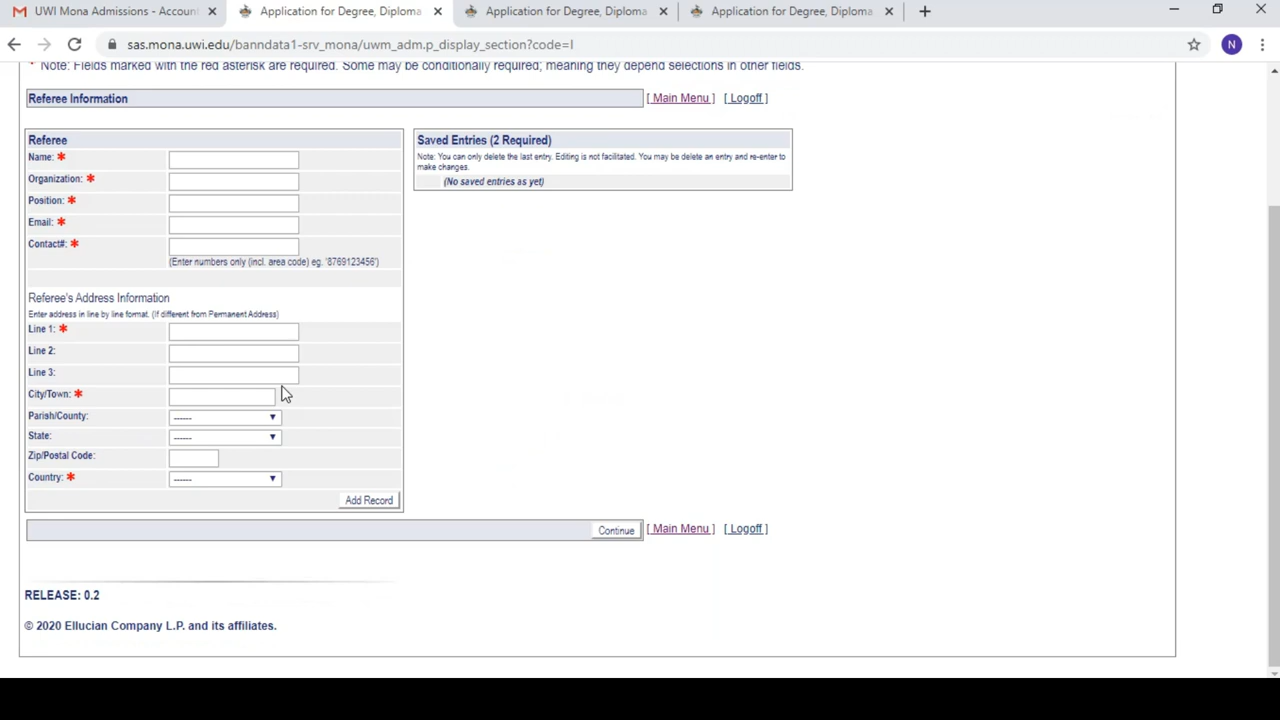 UWI Mona Admissions - Accoun
Application for Degree, Diploma
Application for Degree, Diploma
Application for Degree, Diploma
sas.mona.uwi.edu/banndata1-srv_mona/uwm_adm.p_display_section?code=I
N
* Note: Fields marked with the red asterisk are required. Some may be conditionally required; meaning they depend selections in other fields.
Referee Information
[ Main Menu ] [ Logoff ]
Referee
Name: *
Organization: *
Position: *
Email: *
Contact#: *
(Enter numbers only (incl. area code) eg. '8769123456')
Referee's Address Information
Enter address in line by line format. (If different from Permanent Address)
Line 1: *
Line 2:
Line 3:
City/Town: *
Parish/County: ------
State: ------
Zip/Postal Code:
Country: * ------
Add Record
Saved Entries (2 Required)
Note: You can only delete the last entry. Editing is not facilitated. You may be delete an entry and re-enter to
make changes.
(No saved entries as yet)
Continue
[ Main Menu ] [ Logoff ]
RELEASE: 0.2
© 2020 Ellucian Company L.P. and its affiliates.